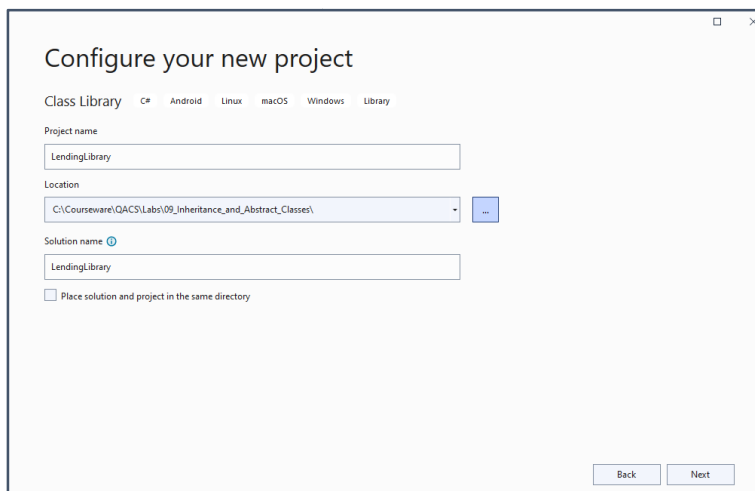 Configure your new project
Class Library C# Android Linux macOS Windows Library
Project name
LendingLibrary
Location
C:\Courseware\QACS\Labs\09_Inheritance_and_Abstract_Classes\
...
Solution name
LendingLibrary
Place solution and project in the same directory
Back Next